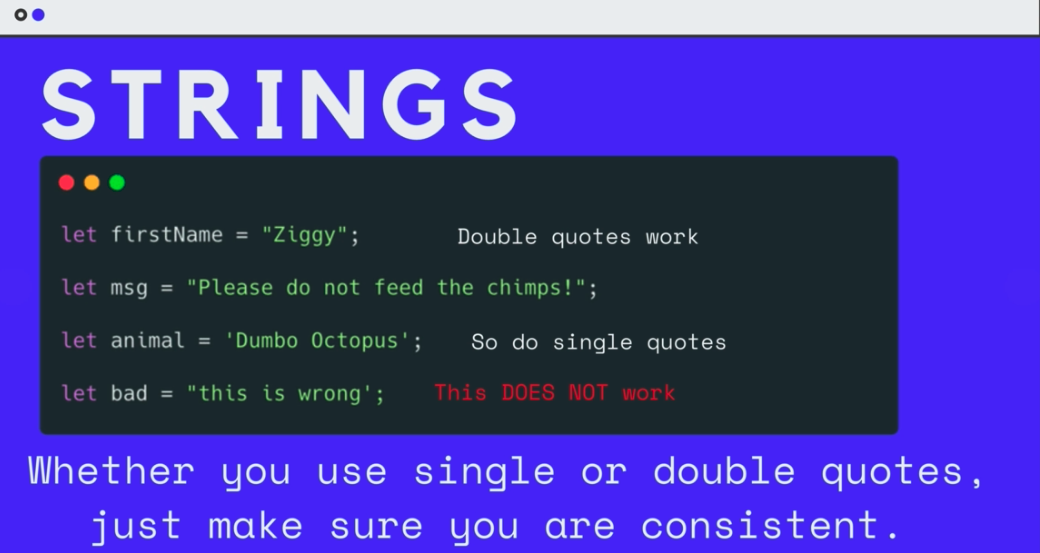 STRINGS
let firstName = "Ziggy"; Double quotes work
let msg = "Please do not feed the chimps!";
let animal = 'Dumbo Octopus'; So do single quotes
let bad = "this is wrong'; This DOES NOT work
Whether you use single or double quotes,
just make sure you are consistent.